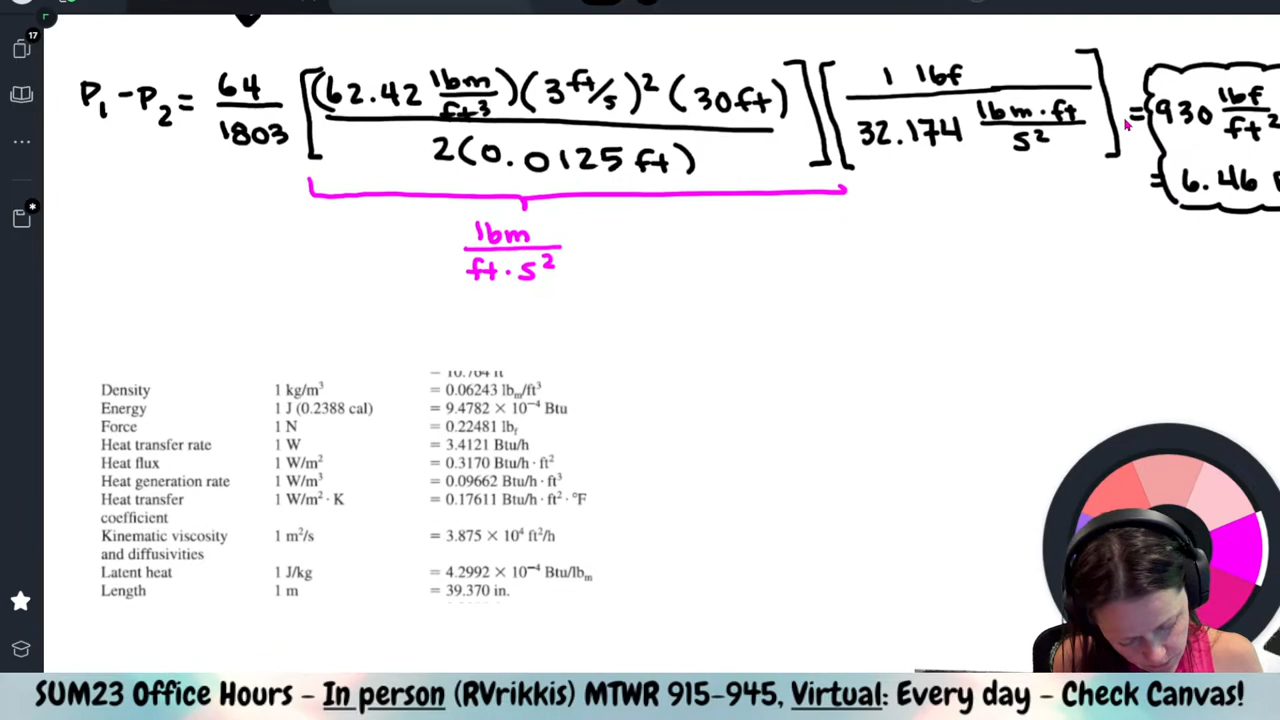 17
P₁ - P₂ = 64/1803 [(62.42 lbm/ft³)(3 ft/s)² (30ft) / 2(0.0125 ft)] [1 lbf / 32.174 lbm·ft/s²] = 930 lbf/ft²
= 6.46
lbm / ft·s²
Density 1 kg/m³ = 0.06243 lbₘ/ft³
Energy 1 J (0.2388 cal) = 9.4782 × 10⁻⁴ Btu
Force 1 N = 0.22481 lb_f
Heat transfer rate 1 W = 3.4121 Btu/h
Heat flux 1 W/m² = 0.3170 Btu/h · ft²
Heat generation rate 1 W/m³ = 0.09662 Btu/h · ft³
Heat transfer 1 W/m² · K = 0.17611 Btu/h · ft² · °F
coefficient
Kinematic viscosity 1 m²/s = 3.875 × 10⁴ ft²/h
and diffusivities
Latent heat 1 J/kg = 4.2992 × 10⁻⁴ Btu/lbₘ
Length 1 m = 39.370 in.
SUM23 Office Hours - In person (RVrikkis) MTWR 915-945, Virtual: Every day - Check Canvas!